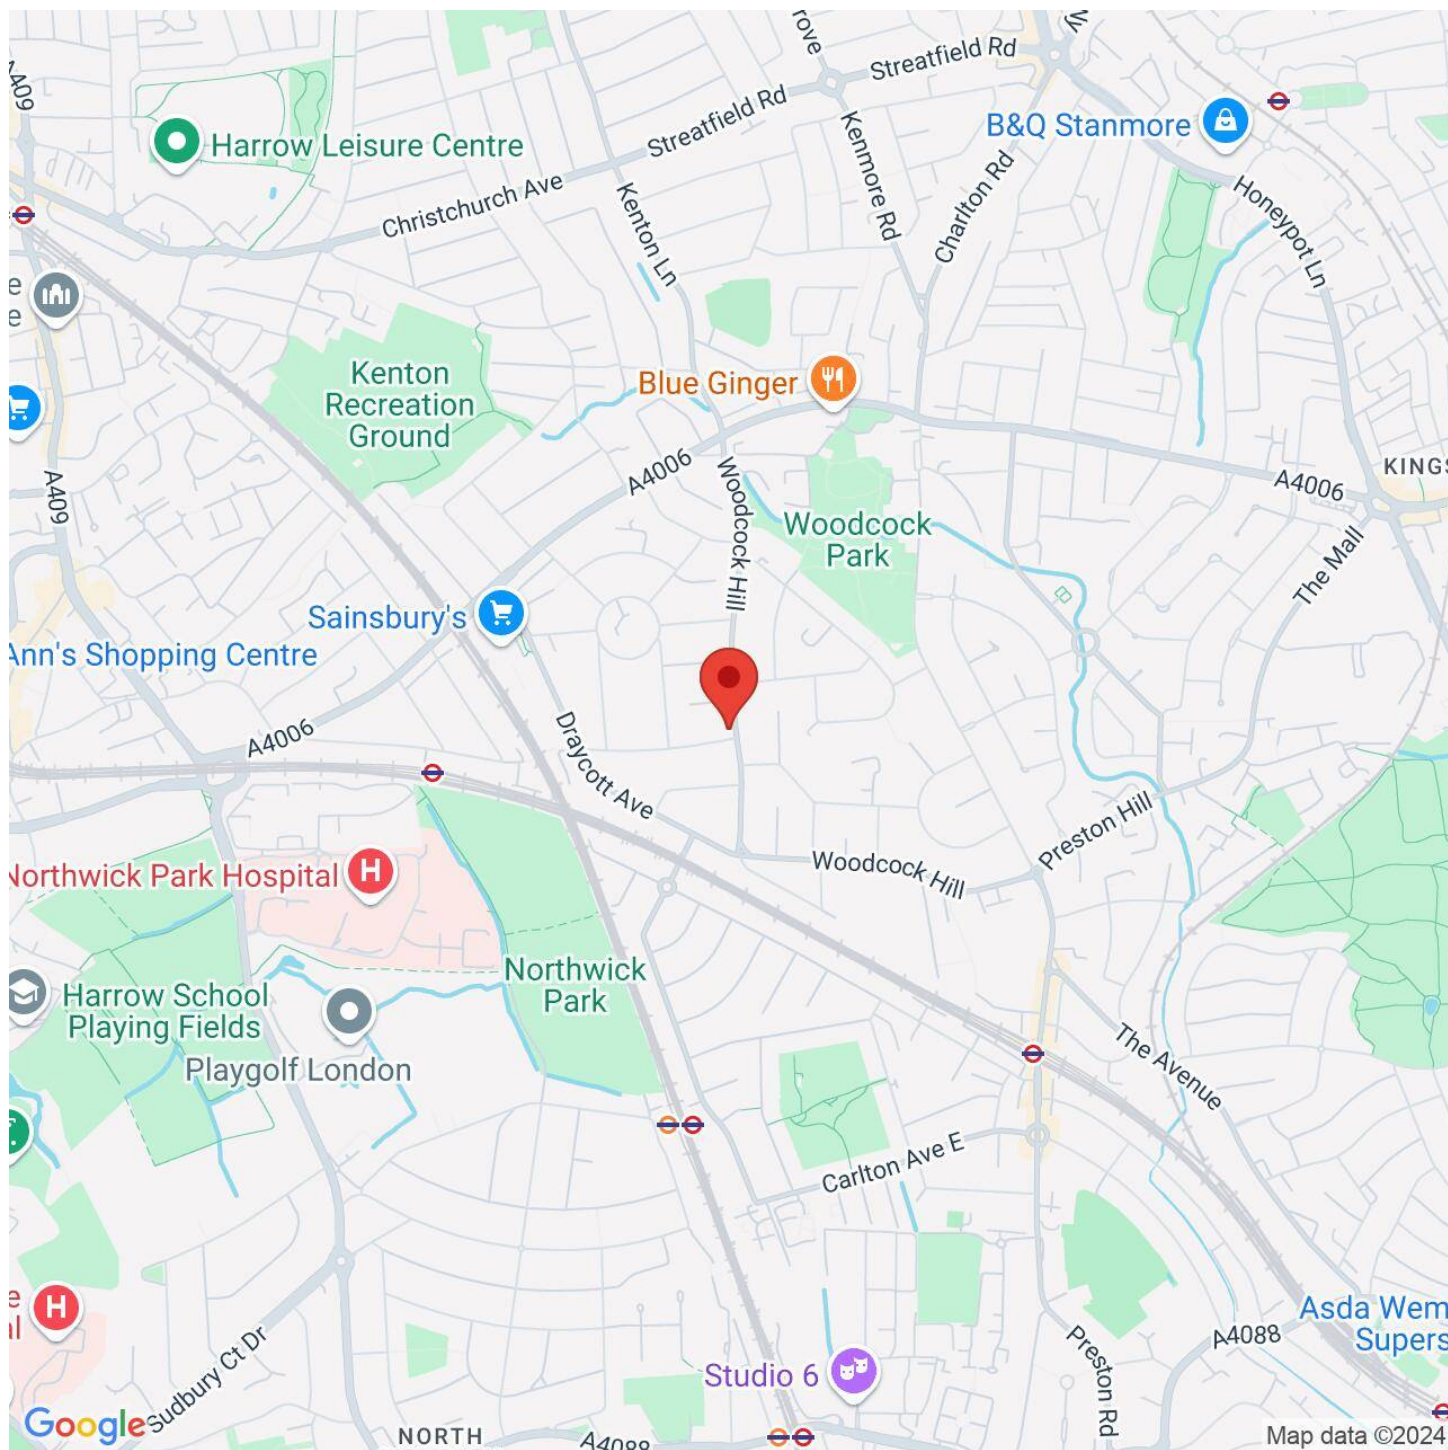 A409
rove
Streatfield Rd
Streatfield Rd
B&Q Stanmore
Harrow Leisure Centre
Kenmore Rd
Charlton Rd
Christchurch Ave
Kenton Ln
Honeypot Ln
e
e
Kenton
Recreation
Ground
Blue Ginger
A4006
Woodcock Hill
A409
A4006
KINGS
Woodcock
Park
The Mall
Sainsbury's
Ann's Shopping Centre
A4006
Draycott Ave
Preston Hill
Woodcock Hill
Northwick Park Hospital
H
Northwick
Park
Harrow School
Playing Fields
Playgolf London
The Avenue
Carlton Ave E
e
al
H
Asda Wem
Supers
A4088
Preston Rd
Sudbury Ct Dr
Studio 6
Google
NORTH
A4088
Map data ©2024